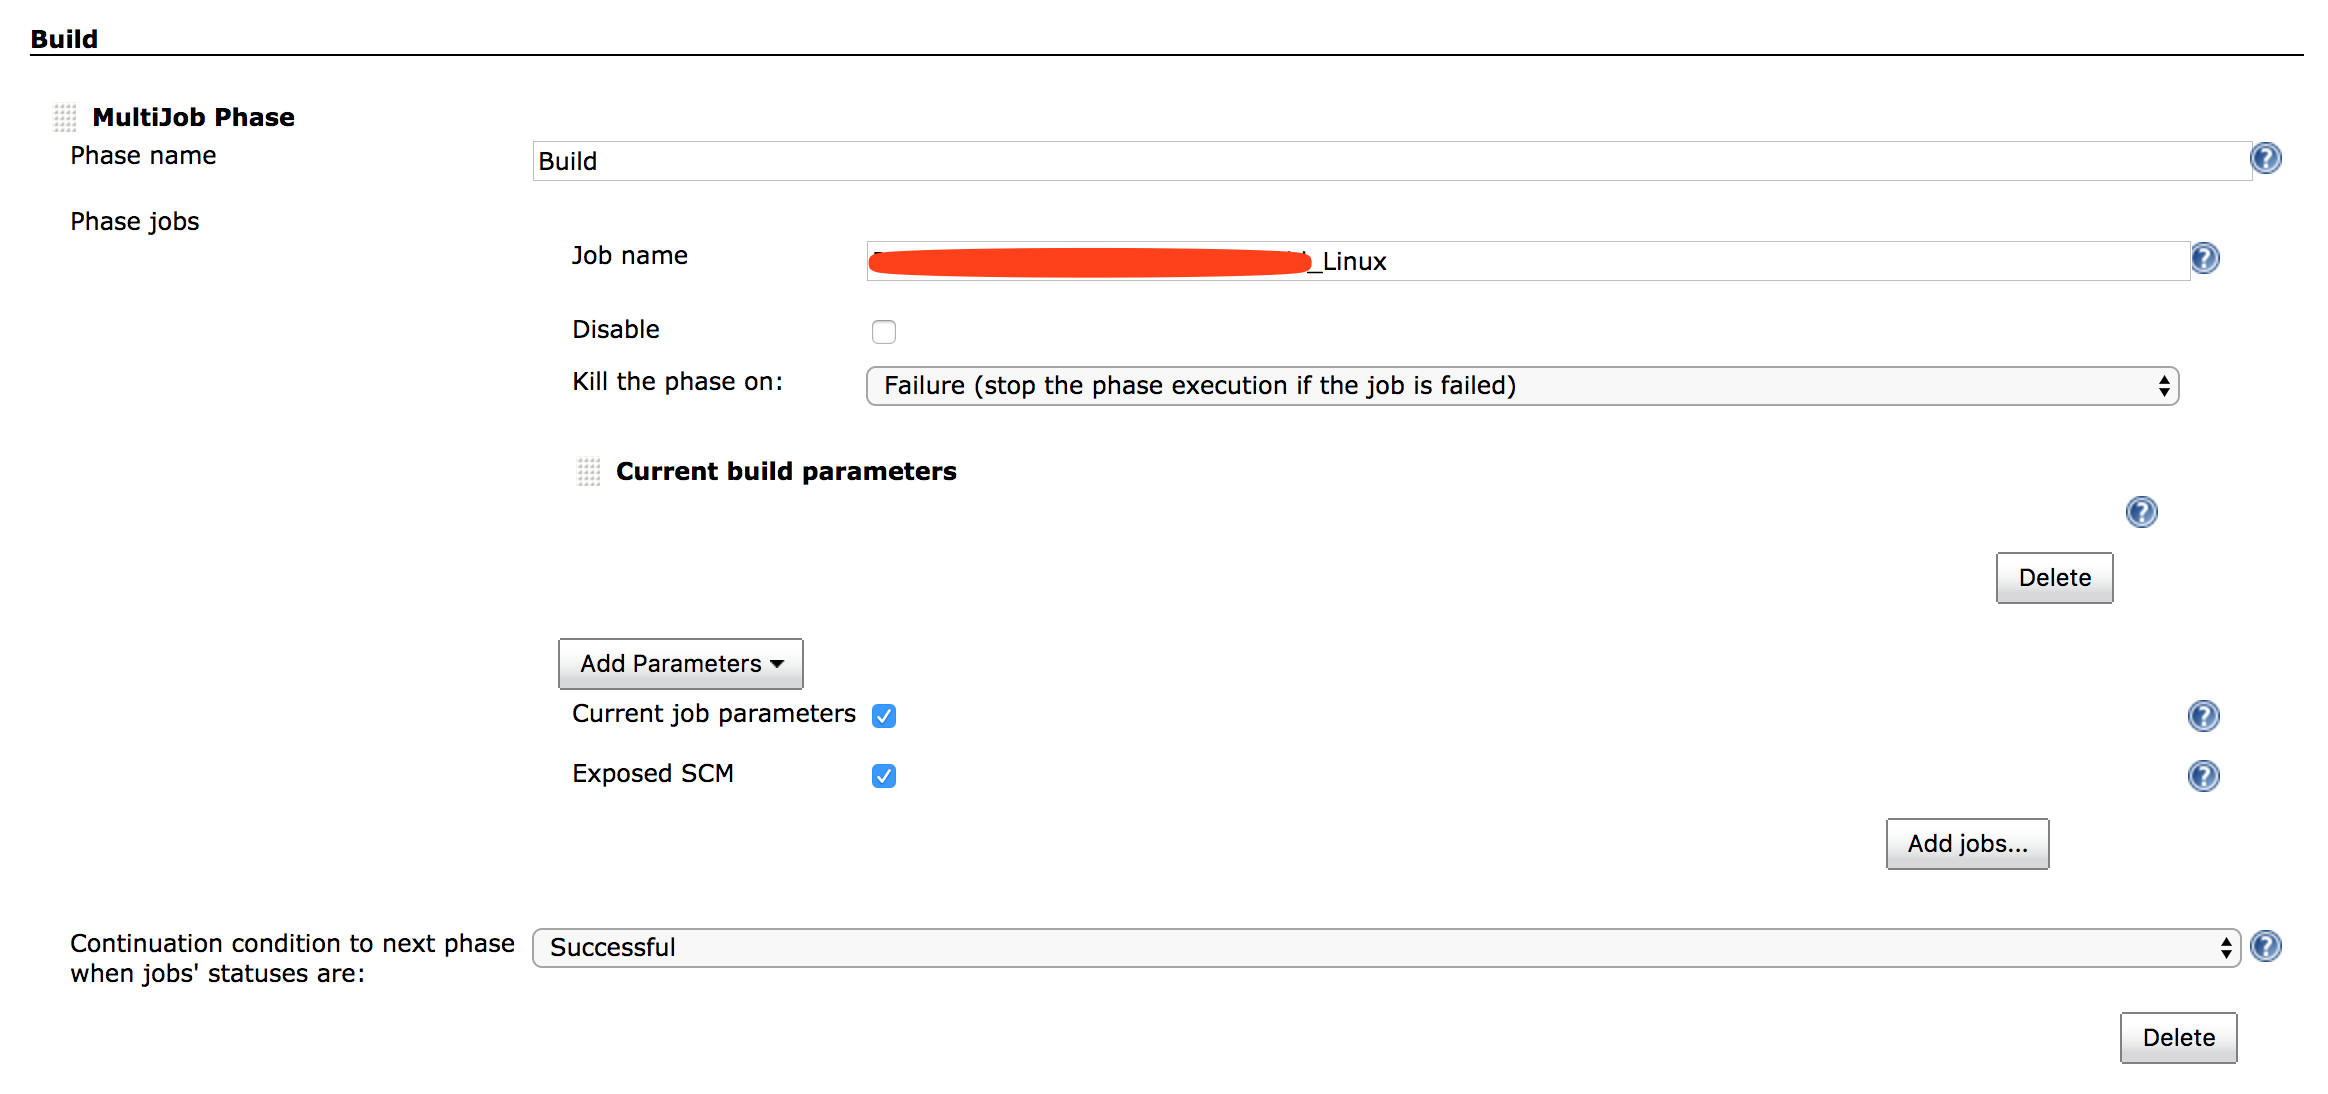 Build
MultiJob Phase
Phase name
Build
Phase jobs
Job name
_Linux
Disable
Kill the phase on:
Failure (stop the phase execution if the job is failed)
Current build parameters
Delete
Add Parameters
Current job parameters
Exposed SCM
Add jobs...
Continuation condition to next phase
when jobs' statuses are:
Successful
Delete